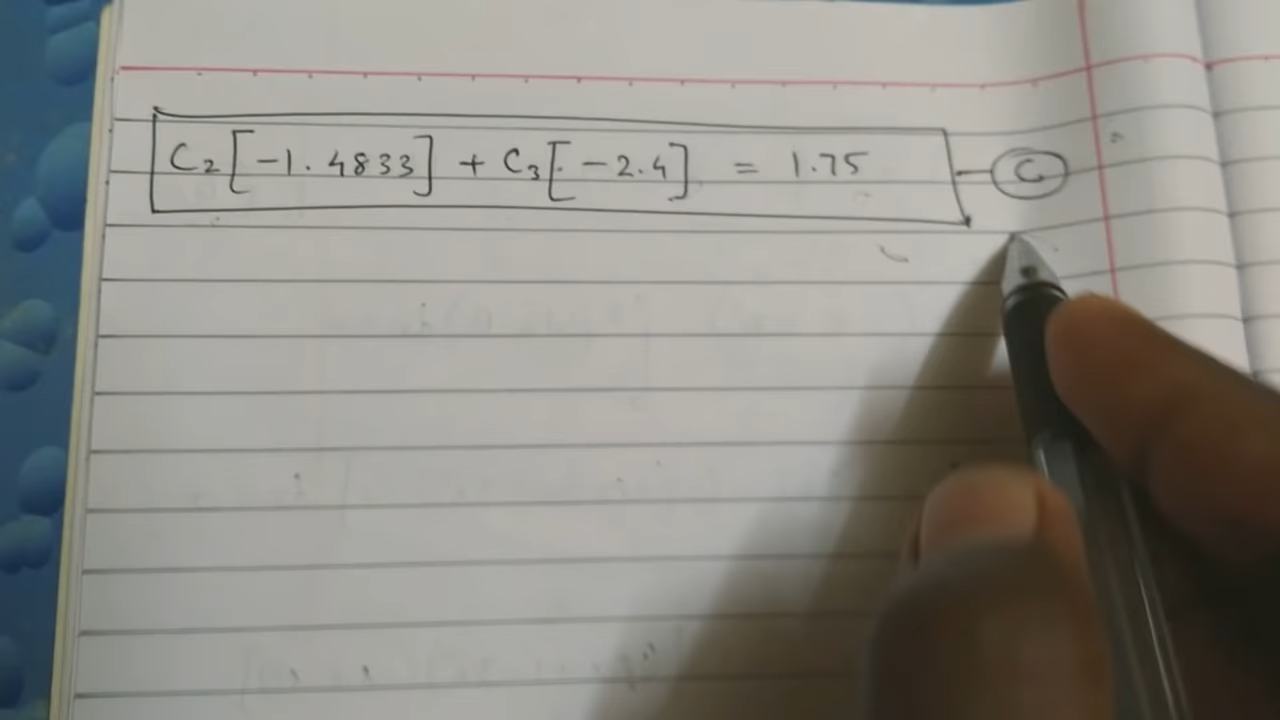 C₂[-1.4833] + C₃[-2.4] = 1.75 — C